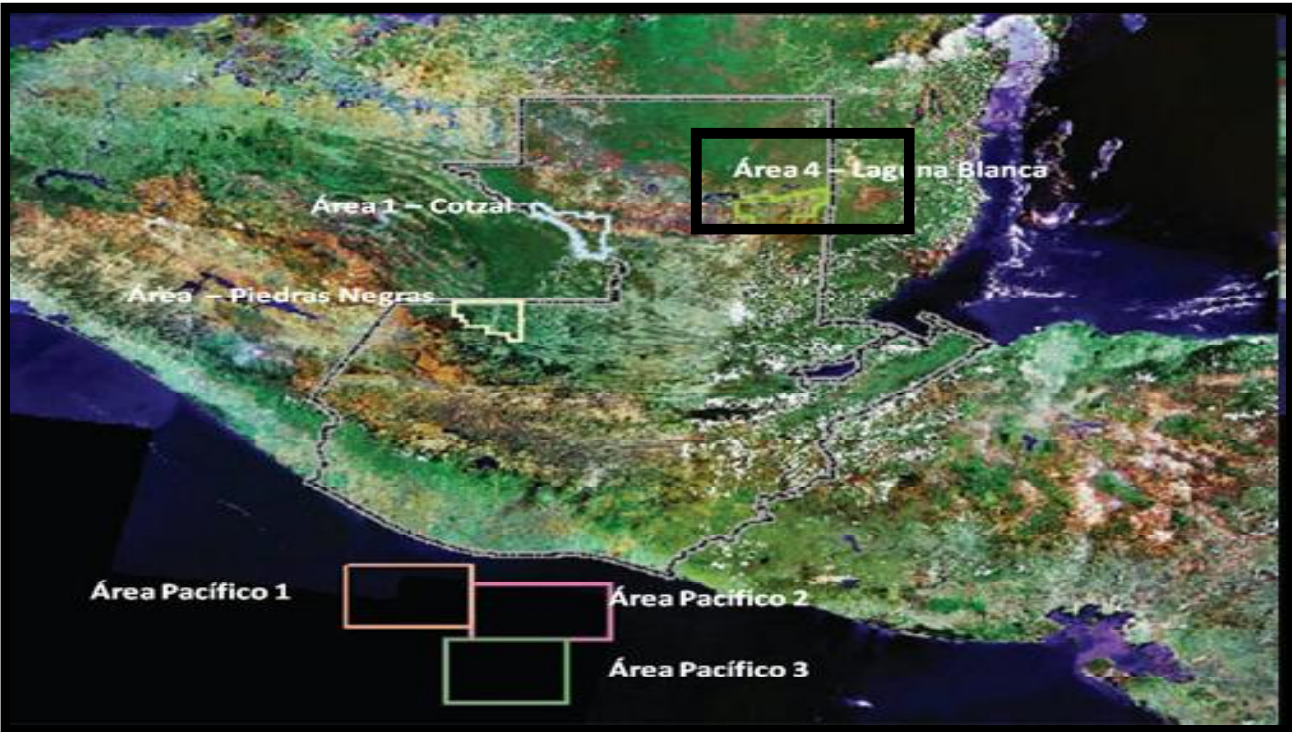 Área 4 – Laguna Blanca
Área 1 – Cotzal
Área – Piedras Negras
Área Pacífico 1
Área Pacífico 2
Área Pacífico 3